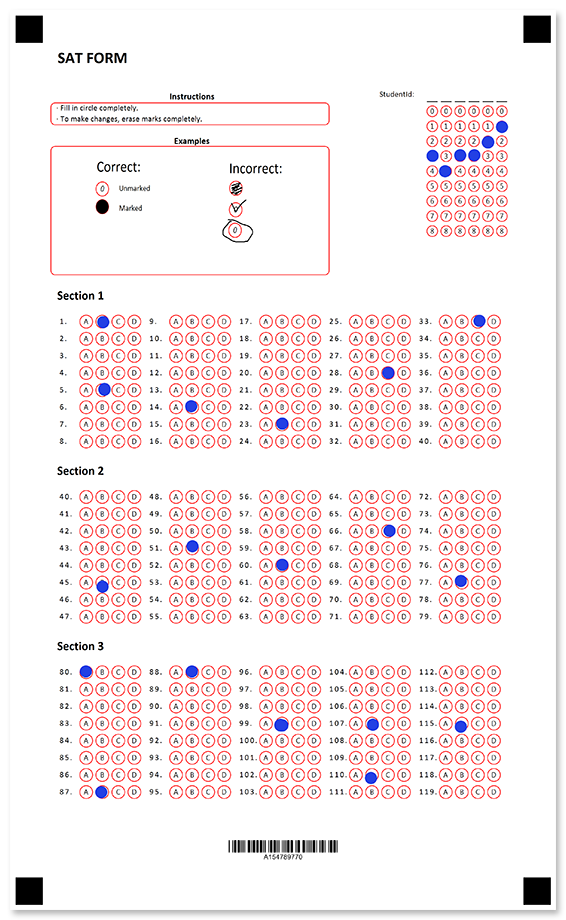 SAT FORM
StudentId:
Instructions
· Fill in circle completely.
· To make changes, erase marks completely.
Examples
Correct:
0 Unmarked
Marked
Incorrect:
0
0 0 0 0 0 0
1 1 1 1 1
2 2 2 2 2
3 3 3
4 4 4 4 4
5 5 5 5 5 5
6 6 6 6 6 6
7 7 7 7 7 7
8 8 8 8 8 8
Section 1
1. A C D 9. A B C D 17. A B C D 25. A B C D 33. A B D
2. A B C D 10. A B C D 18. A B C D 26. A B C D 34. A B C D
3. A B C D 11. A B C D 19. A B C D 27. A B C D 35. A B C D
4. A B C D 12. A B C D 20. A B C D 28. A B D 36. A B C D
5. A C D 13. A B C D 21. A B C D 29. A B C D 37. A B C D
6. A B C D 14. A C D 22. A B C D 30. A B C D 38. A B C D
7. A B C D 15. A B C D 23. A C D 31. A B C D 39. A B C D
8. A B C D 16. A B C D 24. A B C D 32. A B C D 40. A B C D
Section 2
40. A B C D 48. A B C D 56. A B C D 64. A B C D 72. A B C D
41. A B C D 49. A B C D 57. A B C D 65. A B C D 73. A B C D
42. A B C D 50. A B C D 58. A B C D 66. A B D 74. A B C D
43. A B C D 51. A C D 59. A B C D 67. A B C D 75. A B C D
44. A B C D 52. A B C D 60. A C D 68. A B C D 76. A B C D
45. A C D 53. A B C D 61. A B C D 69. A B C D 77. A C D
46. A B C D 54. A B C D 62. A B C D 70. A B C D 78. A B C D
47. A B C D 55. A B C D 63. A B C D 71. A B C D 79. A B C D
Section 3
80. B C D 88. A C D 96. A B C D 104. A B C D 112. A B C D
81. A B C D 89. A B C D 97. A B C D 105. A B C D 113. A B C D
82. A B C D 90. A B C D 98. A B C D 106. A B C D 114. A B C D
83. A B C D 91. A B C D 99. A C D 107. A C D 115. A C D
84. A B C D 92. A B C D 100. A B C D 108. A B C D 116. A B C D
85. A B C D 93. A B C D 101. A B C D 109. A B C D 117. A B C D
86. A B C D 94. A B C D 102. A B C D 110. A C D 118. A B C D
87. A C D 95. A B C D 103. A B C D 111. A B C D 119. A B C D
A154789770